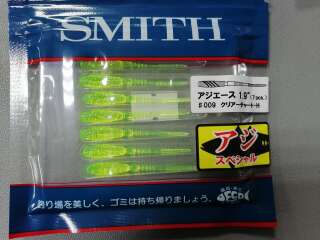 SMITH
アジエース 1.9"(7pcs.)
#009 クリアーチャート・H
アジ
スペシャル
釣り場を美しく、ゴミは持ち帰りましょう。